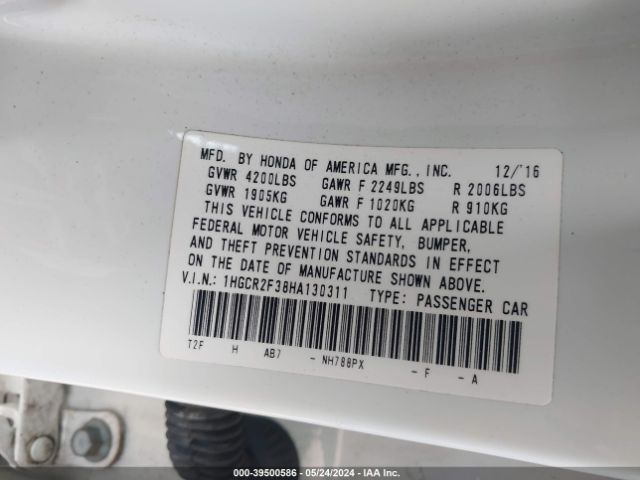 MFD. BY HONDA OF AMERICA MFG., INC. 12/'16
GVWR 4200LBS GAWR F 2249LBS R 2006LBS
GVWR 1905KG GAWR F 1020KG R 910KG
THIS VEHICLE CONFORMS TO ALL APPLICABLE
FEDERAL MOTOR VEHICLE SAFETY, BUMPER,
AND THEFT PREVENTION STANDARDS IN EFFECT
ON THE DATE OF MANUFACTURE SHOWN ABOVE.
V.I.N.: 1HGCR2F38HA130311 TYPE: PASSENGER CAR
T2F H AB7 - NH788PX - F - A
000-39500586 - 05/24/2024 - IAA Inc.